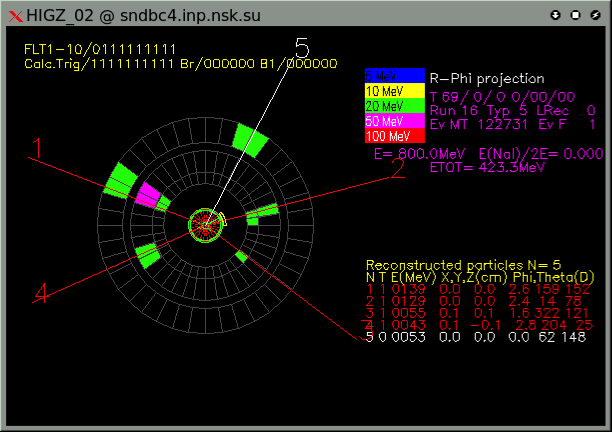 HIGZ_02 @ sndbc4.inp.nsk.su
FLT1-10/0111111111
Calc.Trig/1111111111 Br/000000 B1/000000
5
5 MeV
10 MeV
20 MeV
50 MeV
100 MeV
R-Phi projection
T 69/ 0/ 0 0/00/00
Run 16 Typ 5 LRec 0
Ev MT 122731 Ev F 1
E= 800.0MeV E(NaI)/2E= 0.000
ETOT= 423.3MeV
1
2
4
3
Reconstructed particles N= 5
N T E(MeV) X,Y,Z(cm) Phi,Theta(D)
1 1 0139 0.0 0.0 2.6 159 152
2 1 0129 0.0 0.0 2.4 14 78
3 1 0055 0.1 0.1 1.6 322 121
4 1 0043 0.1 -0.1 2.8 204 25
5 0 0053 0.0 0.0 0.0 62 148